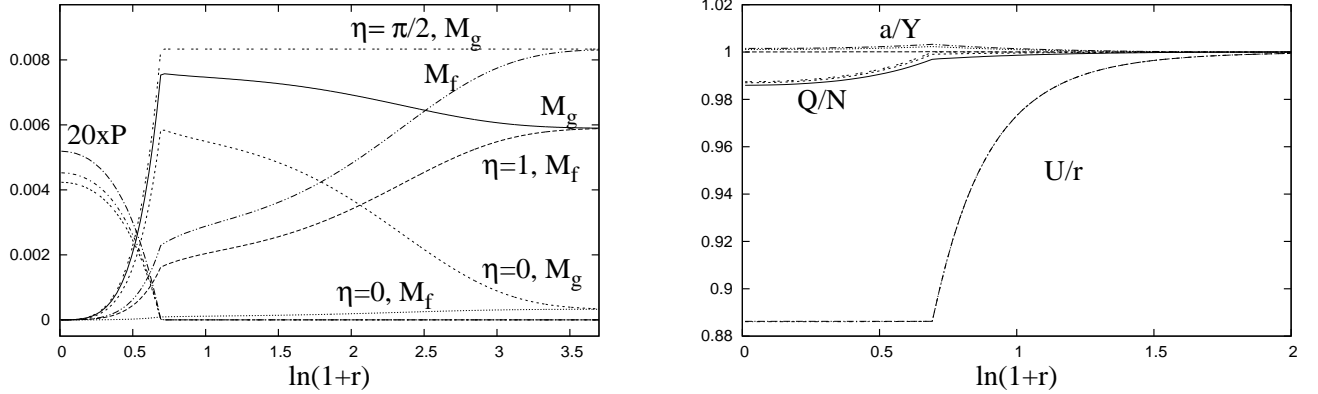 η= π/2, M_g
M_f
M_g
20xP
η=1, M_f
η=0, M_g
η=0, M_f
0.008
0.006
0.004
0.002
0
0 0.5 1 1.5 2 2.5 3 3.5
ln(1+r)
a/Y
Q/N
U/r
1.02
1
0.98
0.96
0.94
0.92
0.9
0.88
0 0.5 1 1.5 2
ln(1+r)